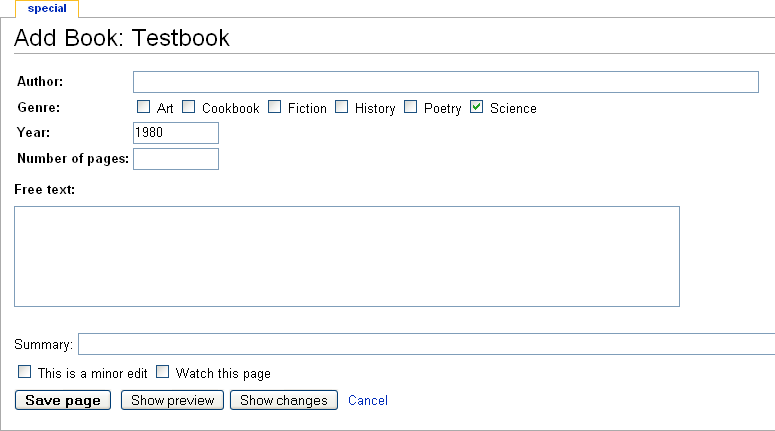 special
Add Book: Testbook
Author:
Genre: Art Cookbook Fiction History Poetry Science
Year: 1980
Number of pages:
Free text:
Summary:
This is a minor edit Watch this page
Save page Show preview Show changes Cancel